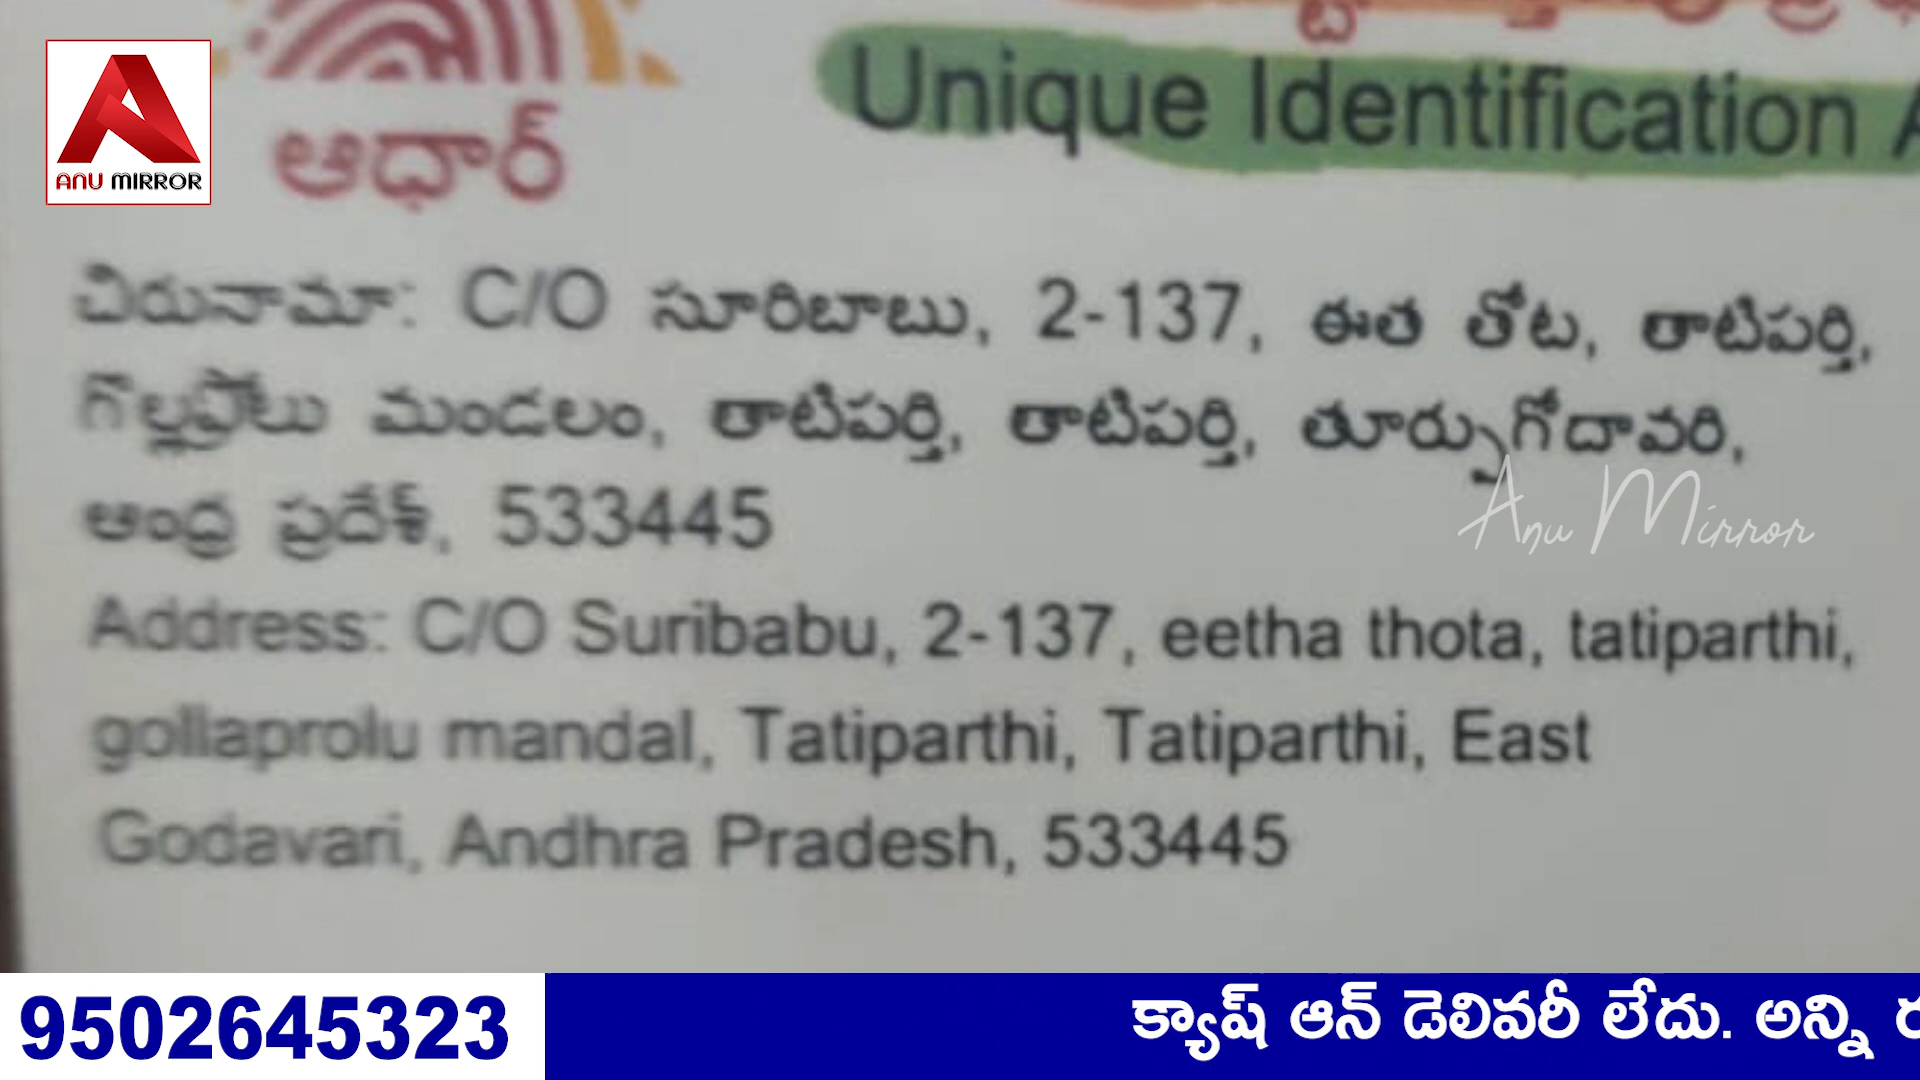 ANU MIRROR
ఆధార్
Unique Identification
చిరునామా: C/O సూరిబాబు, 2-137, ఈత తోట, తాటిపర్తి,
గొల్లప్రోలు మండలం, తాటిపర్తి, తాటిపర్తి, తూర్పుగోదావరి,
ఆంధ్ర ప్రదేశ్, 533445
Anu Mirror
Address: C/O Suribabu, 2-137, eetha thota, tatiparthi,
gollaprolu mandal, Tatiparthi, Tatiparthi, East
Godavari, Andhra Pradesh, 533445
9502645323
క్యాష్ ఆన్ డెలివరీ లేదు. అన్ని